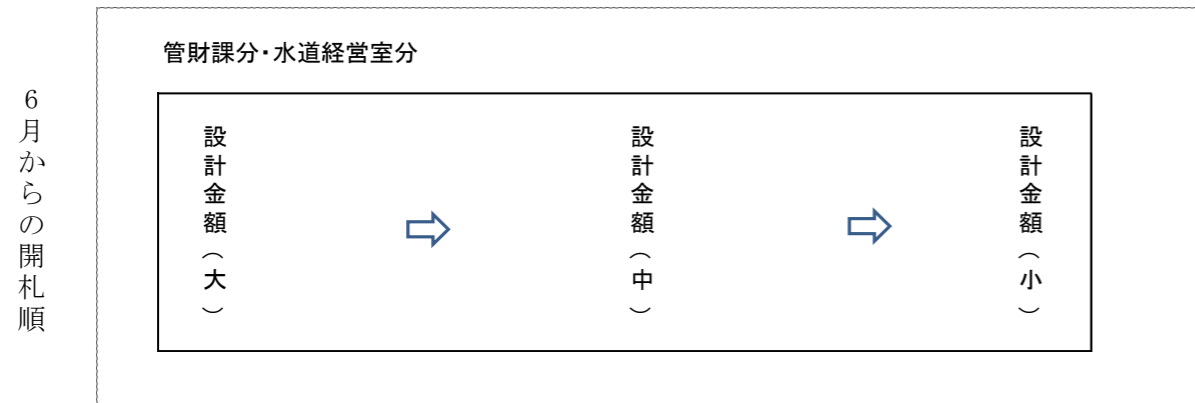 6月からの開札順
管財課分・水道経営室分
設計金額(大)
設計金額(中)
設計金額(小)